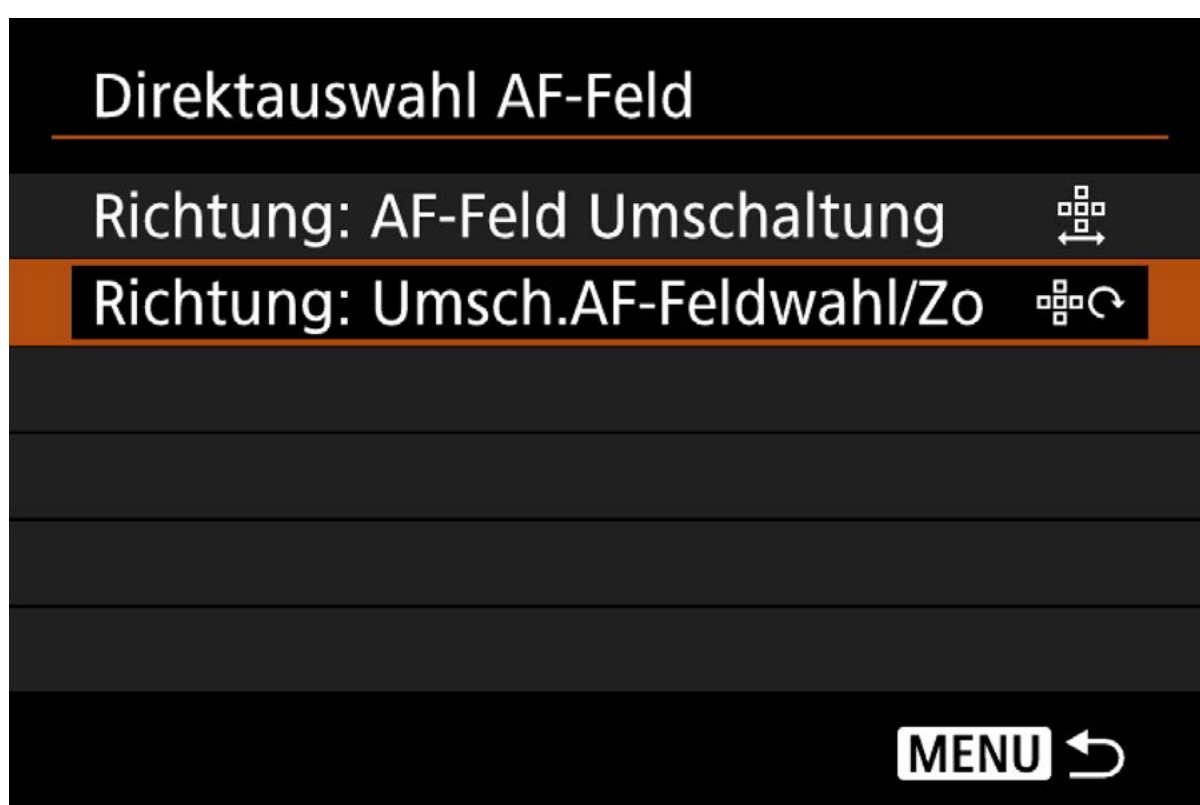 Direktauswahl AF-Feld
Richtung: AF-Feld Umschaltung
Richtung: Umsch.AF-Feldwahl/Zo
MENU